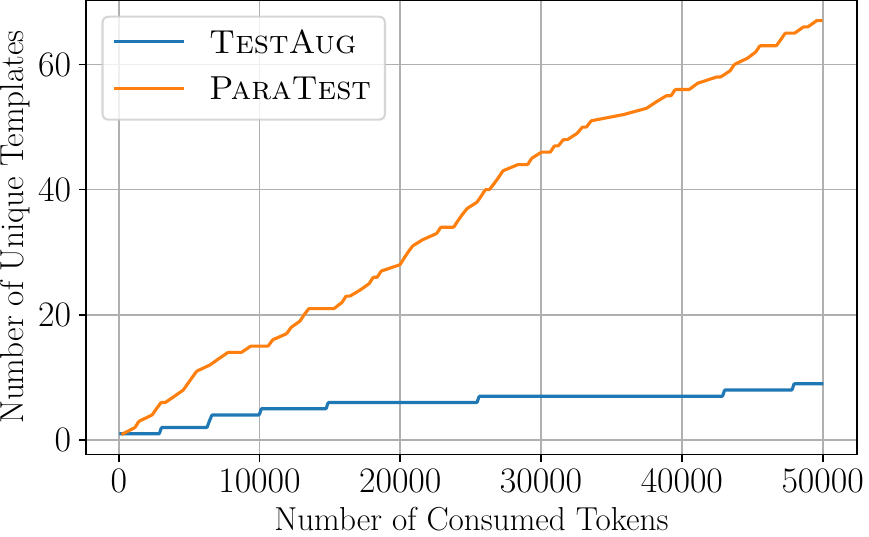 TESTAUG
PARATEST
Number of Unique Templates
60
40
20
0
0 10000 20000 30000 40000 50000
Number of Consumed Tokens